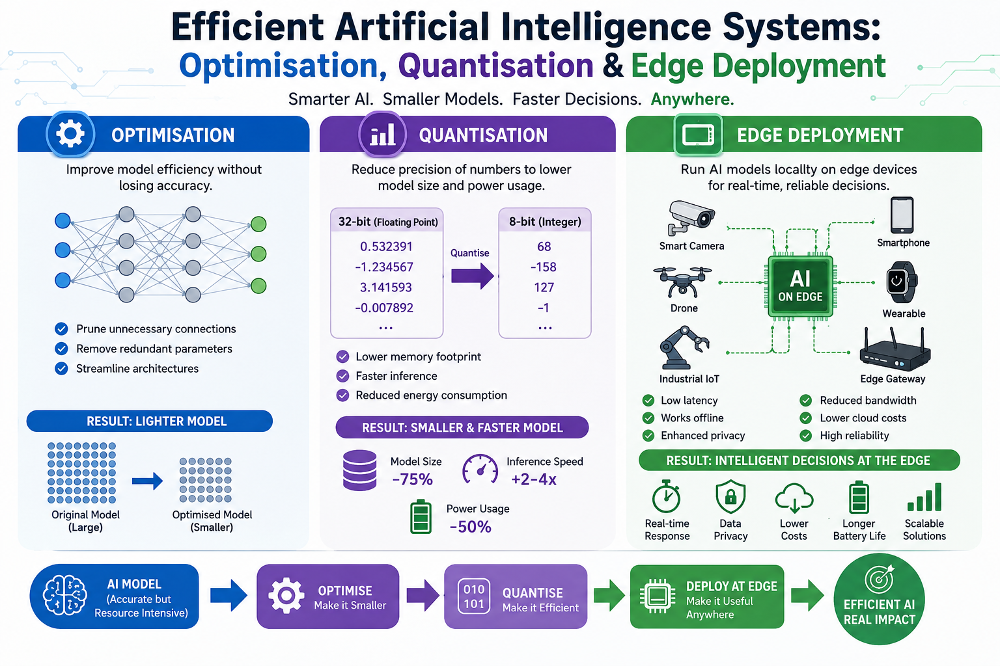 Efficient Artificial Intelligence Systems:
Optimisation, Quantisation & Edge Deployment
Smarter AI. Smaller Models. Faster Decisions. Anywhere.
OPTIMISATION
Improve model efficiency without
losing accuracy.
Prune unnecessary connections
Remove redundant parameters
Streamline architectures
RESULT: LIGHTER MODEL
Original Model
(Large)
Optimised Model
(Smaller)
QUANTISATION
Reduce precision of numbers to lower
model size and power usage.
32-bit (Floating Point)
0.532391
-1.234567
3.141593
-0.007892
...
Quantise
8-bit (Integer)
68
-158
127
-1
...
Lower memory footprint
Faster inference
Reduced energy consumption
RESULT: SMALLER & FASTER MODEL
Model Size
-75%
Inference Speed
+2-4x
Power Usage
-50%
EDGE DEPLOYMENT
Run AI models localty on edge devices
for real-time, reliable decisions.
Smart Camera
Smartphone
AI
ON EDGE
Drone
Wearable
Industrial IoT
Edge Gateway
Low latency
Works offline
Enhanced privacy
Reduced bandwidth
Lower cloud costs
High reliability
RESULT: INTELLIGENT DECISIONS AT THE EDGE
Real-time
Response
Data
Privacy
Lower
Costs
Longer
Battery Life
Scalable
Solutions
AI MODEL
(Accurate but
Resource Intensive)
OPTIMISE
Make it Smaller
010
101
QUANTISE
Make it Efficient
DEPLOY AT EDGE
Make it Useful
Anywhere
EFFICIENT AI
REAL IMPACT